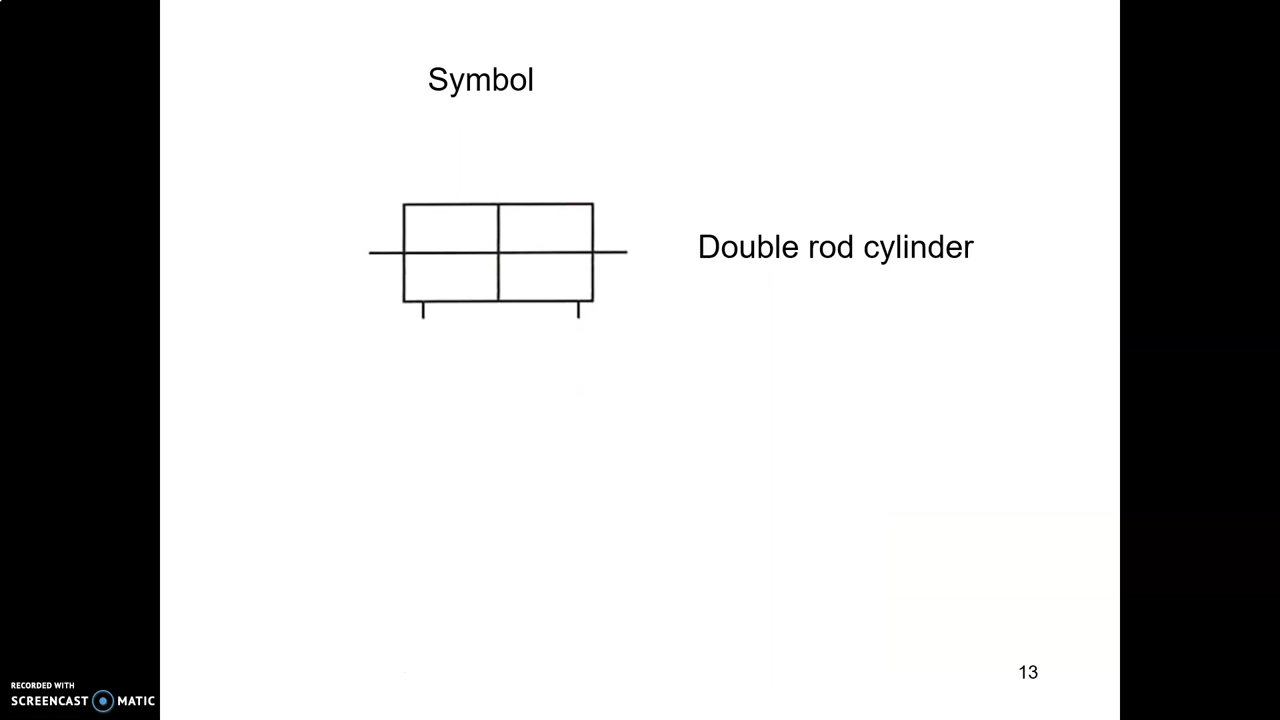 Symbol
Double rod cylinder
13
RECORDED WITH
SCREENCAST MATIC